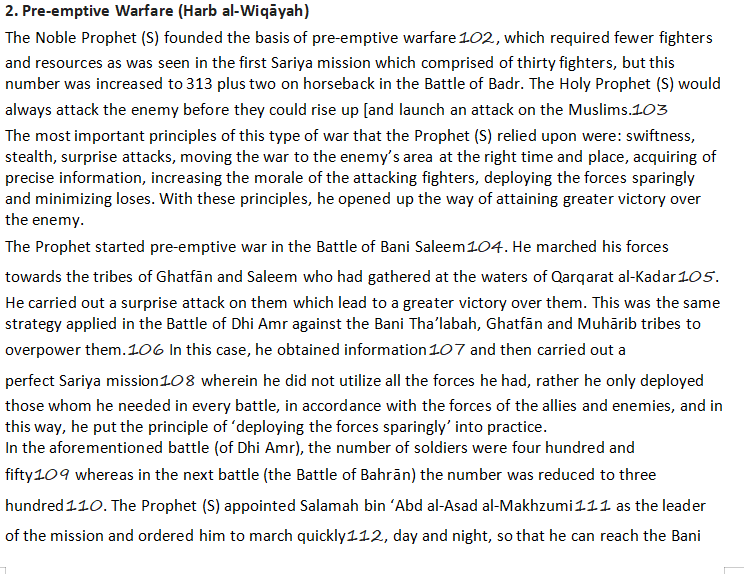 2. Pre-emptive Warfare (Harb al-Wiqāyah)
The Noble Prophet (S) founded the basis of pre-emptive warfare102, which required fewer fighters
and resources as was seen in the first Sariya mission which comprised of thirty fighters, but this
number was increased to 313 plus two on horseback in the Battle of Badr. The Holy Prophet (S) would
always attack the enemy before they could rise up [and launch an attack on the Muslims.103
The most important principles of this type of war that the Prophet (S) relied upon were: swiftness,
stealth, surprise attacks, moving the war to the enemy's area at the right time and place, acquiring of
precise information, increasing the morale of the attacking fighters, deploying the forces sparingly
and minimizing loses. With these principles, he opened up the way of attaining greater victory over
the enemy.
The Prophet started pre-emptive war in the Battle of Bani Saleem104. He marched his forces
towards the tribes of Ghatfān and Saleem who had gathered at the waters of Qarqarat al-Kadar105.
He carried out a surprise attack on them which lead to a greater victory over them. This was the same
strategy applied in the Battle of Dhi Amr against the Bani Tha'labah, Ghatfān and Muhārib tribes to
overpower them.106 In this case, he obtained information107 and then carried out a
perfect Sariya mission108 wherein he did not utilize all the forces he had, rather he only deployed
those whom he needed in every battle, in accordance with the forces of the allies and enemies, and in
this way, he put the principle of 'deploying the forces sparingly' into practice.
In the aforementioned battle (of Dhi Amr), the number of soldiers were four hundred and
fifty109 whereas in the next battle (the Battle of Bahrān) the number was reduced to three
hundred110. The Prophet (S) appointed Salamah bin 'Abd al-Asad al-Makhzumi111 as the leader
of the mission and ordered him to march quickly112, day and night, so that he can reach the Bani